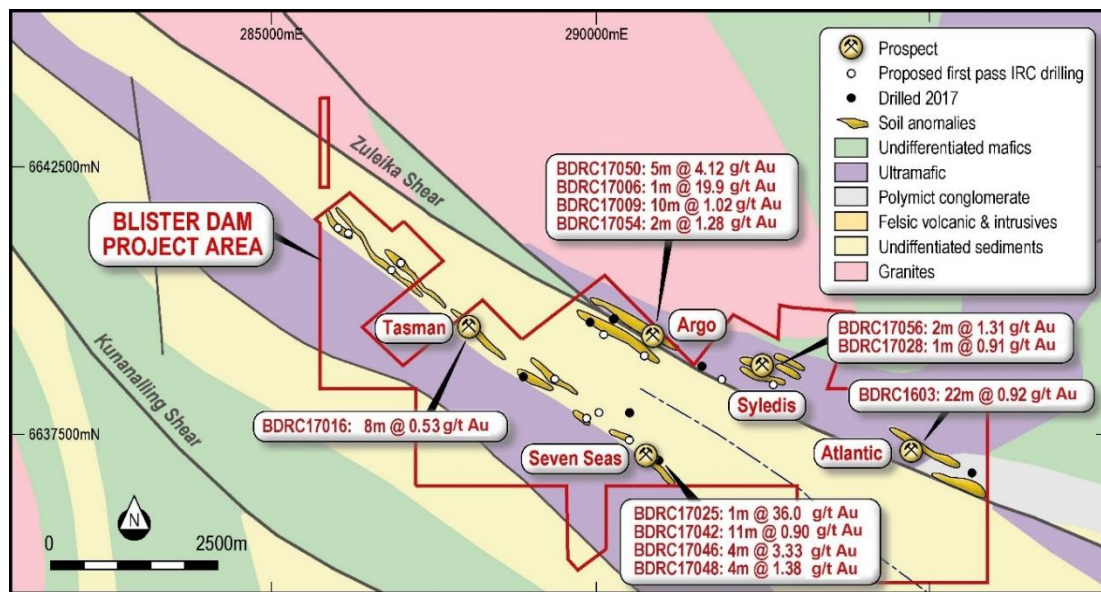 285000mE
290000mE
6642500mN
6637500mN
Zuleika Shear
Kunanalling Shear
BLISTER DAM
PROJECT AREA
Prospect
Proposed first pass IRC drilling
Drilled 2017
Soil anomalies
Undifferentiated mafics
Ultramafic
Polymict conglomerate
Felsic volcanic & intrusives
Undiffentiated sediments
Granites
BDRC17050: 5m @ 4.12 g/t Au
BDRC17006: 1m @ 19.9 g/t Au
BDRC17009: 10m @ 1.02 g/t Au
BDRC17054: 2m @ 1.28 g/t Au
Tasman
Argo
BDRC17056: 2m @ 1.31 g/t Au
BDRC17028: 1m @ 0.91 g/t Au
Syledis
BDRC1603: 22m @ 0.92 g/t Au
BDRC17016: 8m @ 0.53 g/t Au
Seven Seas
Atlantic
BDRC17025: 1m @ 36.0 g/t Au
BDRC17042: 11m @ 0.90 g/t Au
BDRC17046: 4m @ 3.33 g/t Au
BDRC17048: 4m @ 1.38 g/t Au
N
0 2500m